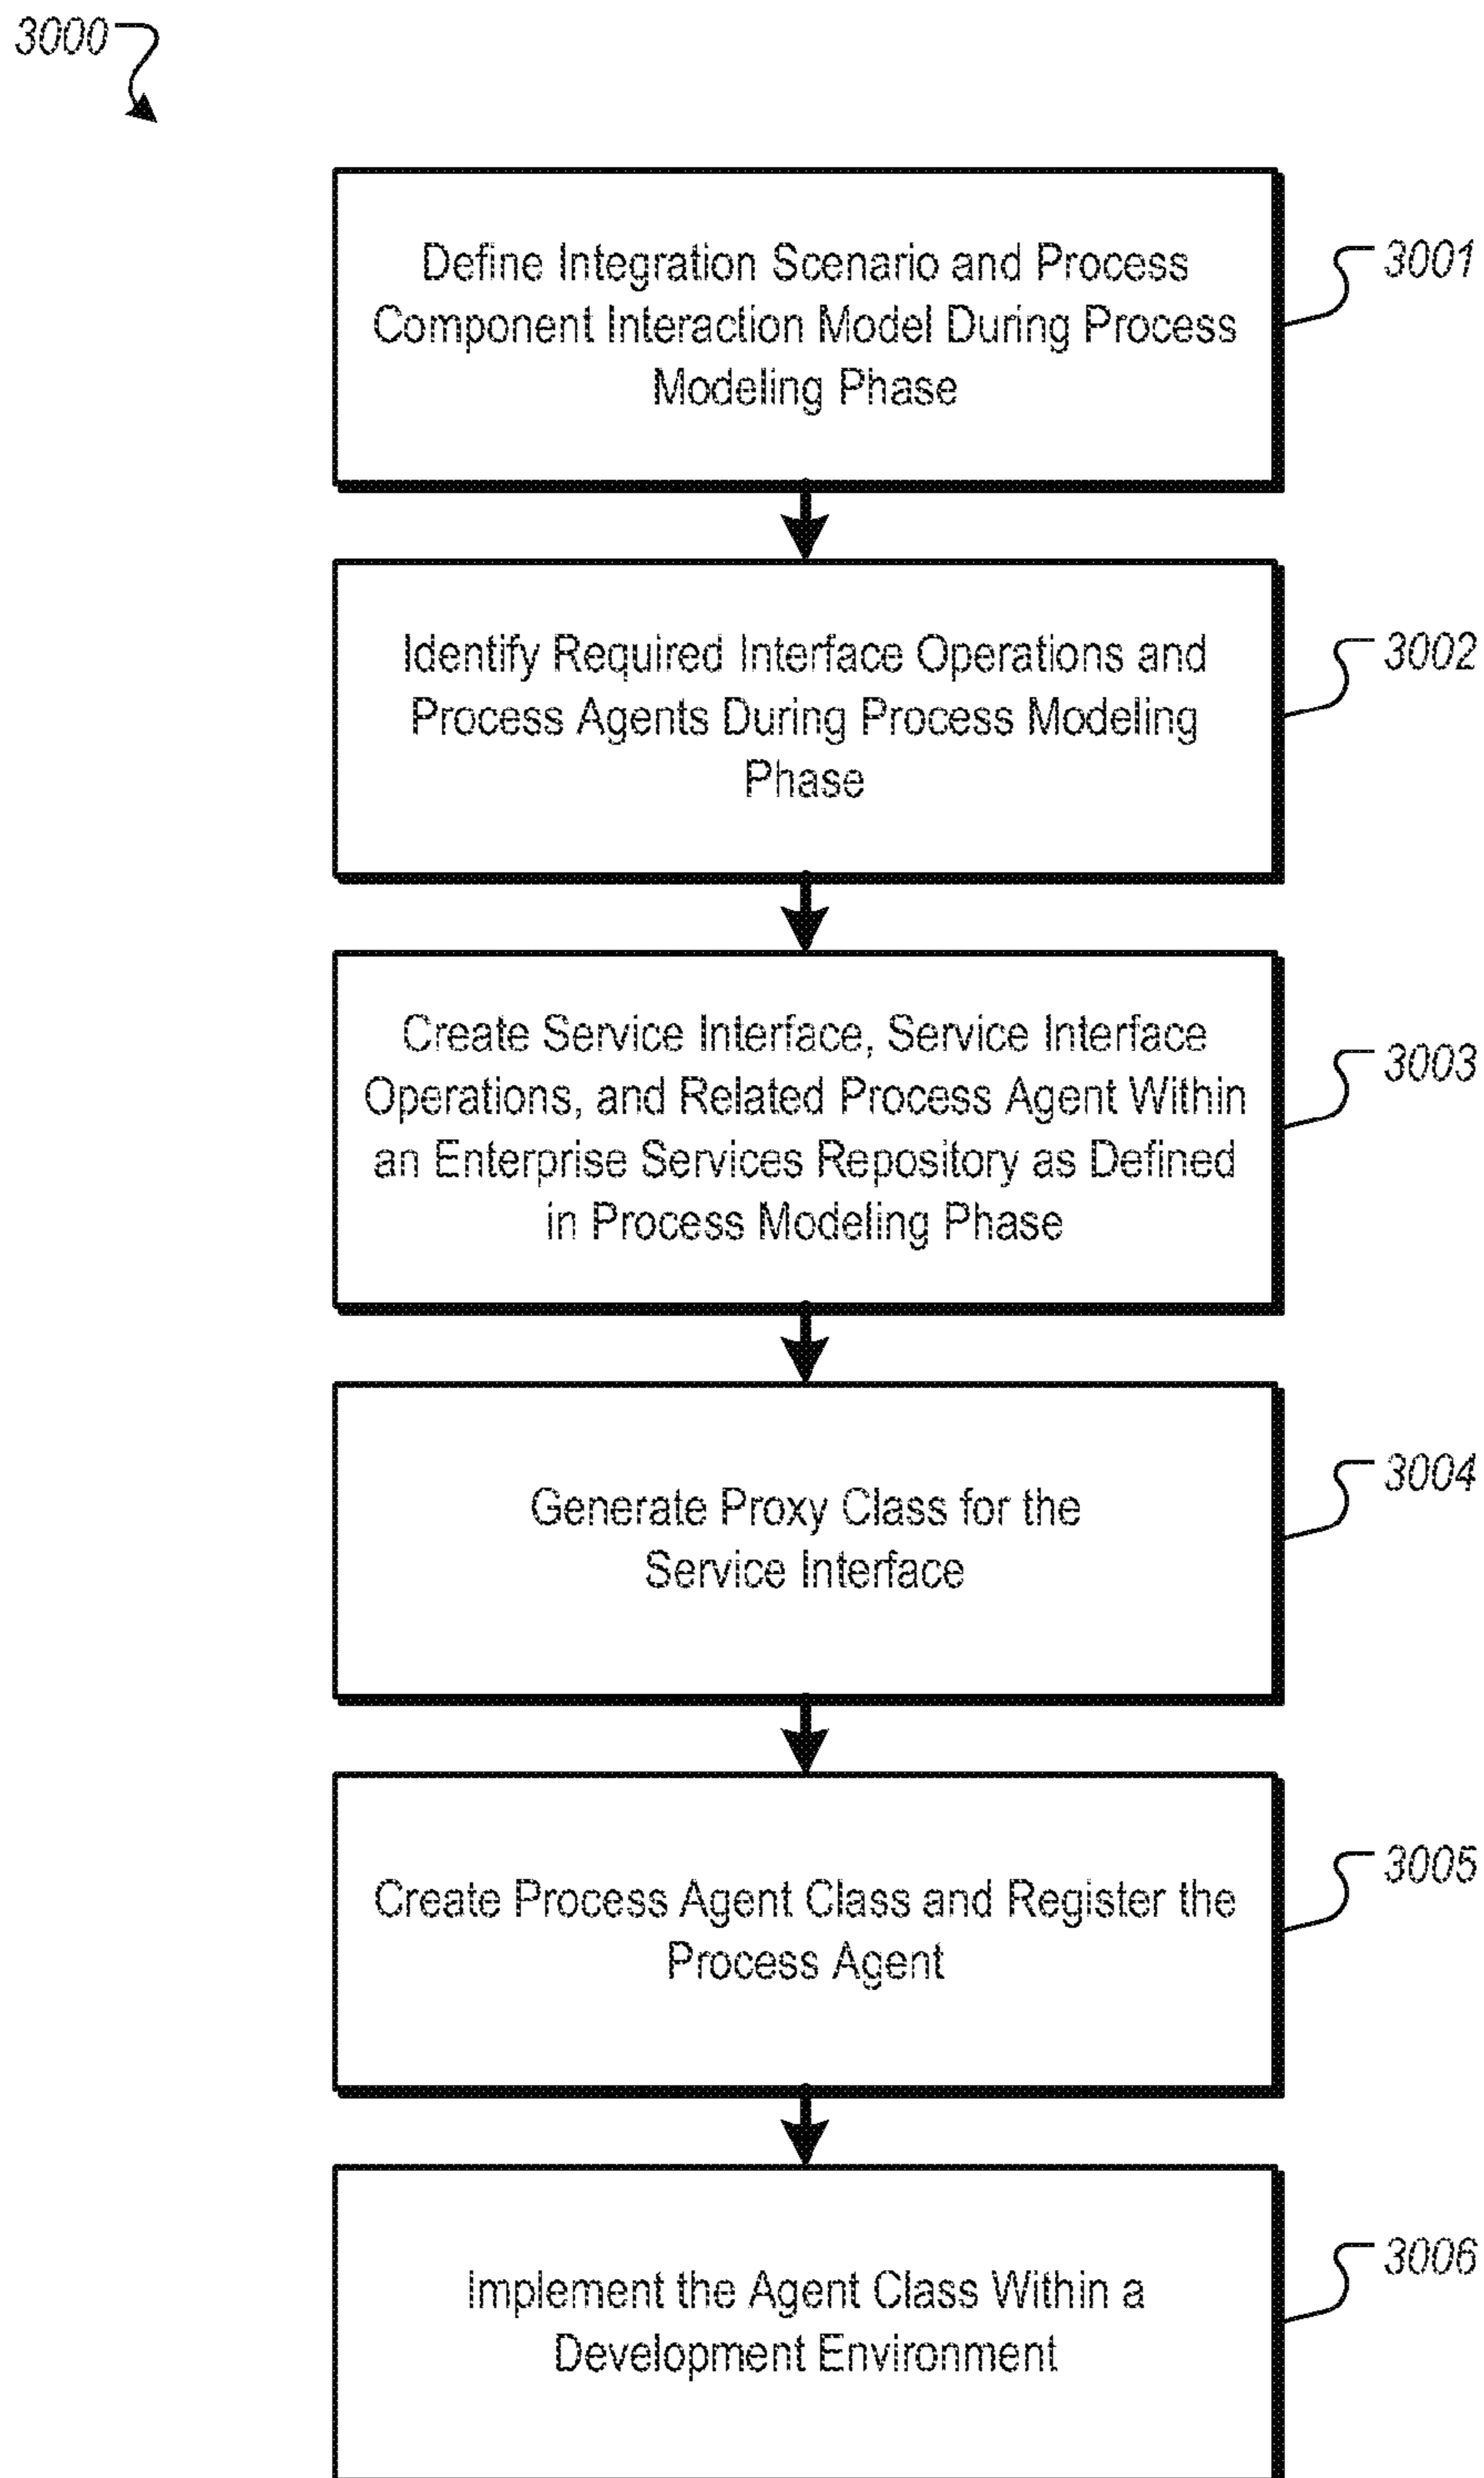 3000
Define Integration Scenario and Process
Component Interaction Model During Process
Modeling Phase
3001
Identify Required Interface Operations and
Process Agents During Process Modeling
Phase
3002
Create Service Interface, Service Interface
Operations, and Related Process Agent Within
an Enterprise Services Repository as Defined
in Process Modeling Phase
3003
Generate Proxy Class for the
Service Interface
3004
Create Process Agent Class and Register the
Process Agent
3005
Implement the Agent Class Within a
Development Environment
3006